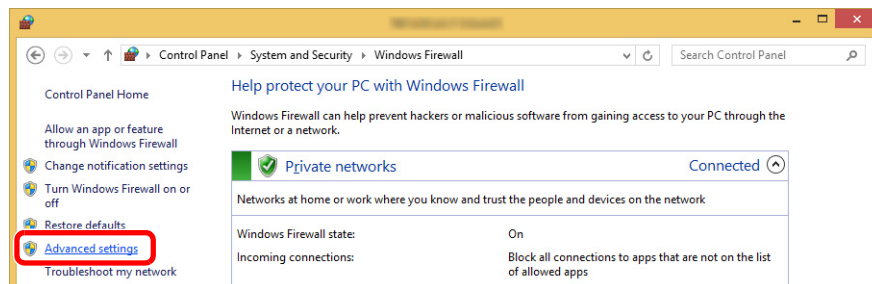 Control Panel ▸ System and Security ▸ Windows Firewall
Search Control Panel
Control Panel Home
Allow an app or feature
through Windows Firewall
Change notification settings
Turn Windows Firewall on or
off
Restore defaults
Advanced settings
Troubleshoot my network
Help protect your PC with Windows Firewall
Windows Firewall can help prevent hackers or malicious software from gaining access to your PC through the
Internet or a network.
Private networks
Connected
Networks at home or work where you know and trust the people and devices on the network
Windows Firewall state:
On
Incoming connections:
Block all connections to apps that are not on the list
of allowed apps